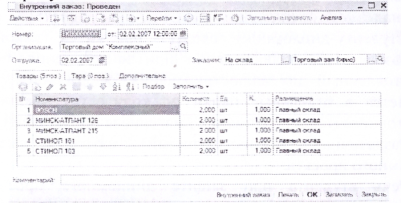 Внутренний заказ: Проведен
Действия Перейти Заполнить и провести Анализ
Номер: от: 02.02.2007 12:00:00
Организация: Торговый дом "Комплексный"
Отгрузка: 02.02.2007 Заказчик: На склад Торговый зал (офис)
Товары (5 поз.) Тара (0 поз.) Дополнительно
Подбор Заполнить
№ Номенклатура Количест... Ед. К. Размещение
1 BOSCH 2,000 шт 1,000 Главный склад
2 МИНСК-АТЛАНТ 126 2,000 шт 1,000 Главный склад
3 МИНСК-АТЛАНТ 215 2,000 шт 1,000 Главный склад
4 СТИНОЛ 101 2,000 шт 1,000 Главный склад
5 СТИНОЛ 103 2,000 шт 1,000 Главный склад
Комментарий:
Внутренний заказ Печать OK Записать Закрыть